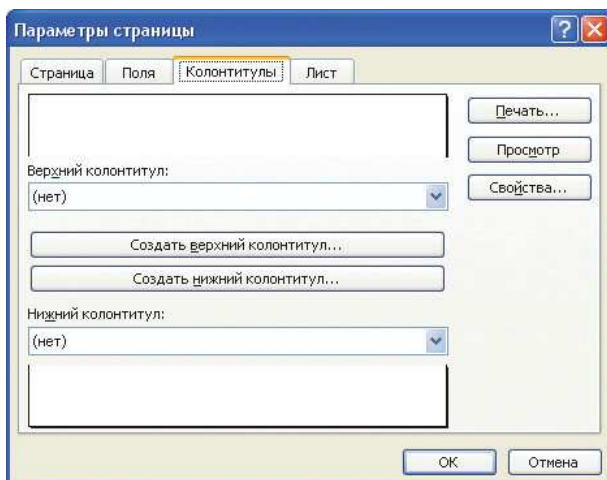 Параметры страницы
Страница Поля Колонтитулы Лист
Печать...
Просмотр
Верхний колонтитул:
(нет)
Свойства...
Создать верхний колонтитул...
Создать нижний колонтитул...
Нижний колонтитул:
(нет)
ОК Отмена